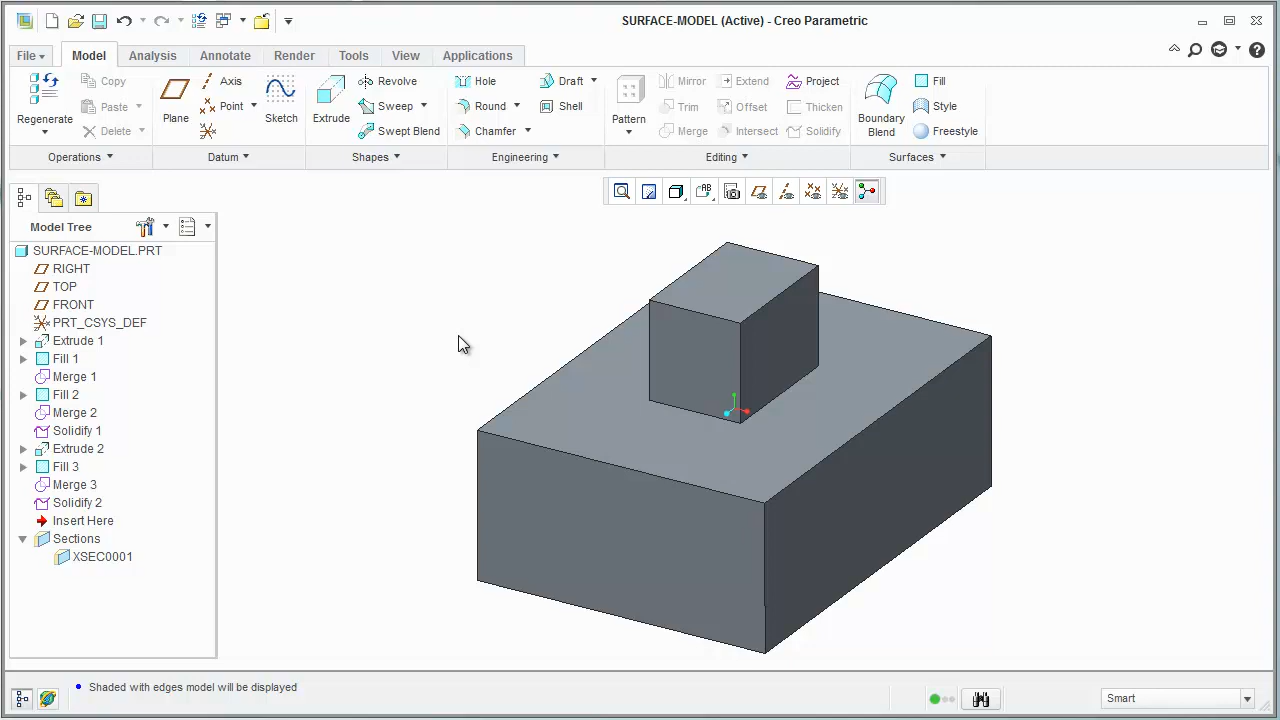 SURFACE-MODEL (Active) - Creo Parametric
File Model Analysis Annotate Render Tools View Applications
Regenerate
Copy
Paste
Delete
Operations
Plane
Axis
Point
Sketch
Datum
Extrude
Revolve
Sweep
Swept Blend
Shapes
Hole
Round
Chamfer
Draft
Shell
Engineering
Pattern
Mirror
Trim
Merge
Extend
Offset
Intersect
Project
Thicken
Solidify
Editing
Boundary
Blend
Fill
Style
Freestyle
Surfaces
Model Tree
SURFACE-MODEL.PRT
RIGHT
TOP
FRONT
PRT_CSYS_DEF
Extrude 1
Fill 1
Merge 1
Fill 2
Merge 2
Solidify 1
Extrude 2
Fill 3
Merge 3
Solidify 2
Insert Here
Sections
XSEC0001
Shaded with edges model will be displayed
Smart